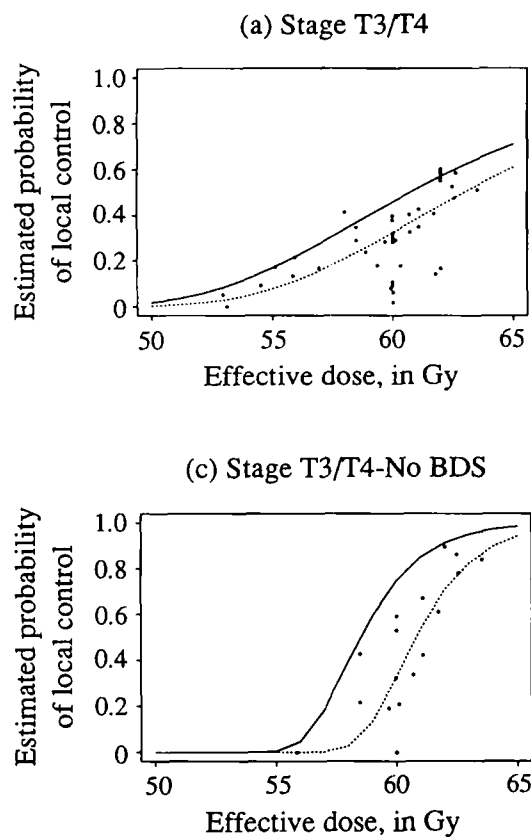 (a) Stage T3/T4
Estimated probability
of local control
1.0
0.8
0.6
0.4
0.2
0
50 55 60 65
Effective dose, in Gy
(c) Stage T3/T4-No BDS
Estimated probability
of local control
1.0
0.8
0.6
0.4
0.2
0
50 55 60 65
Effective dose, in Gy